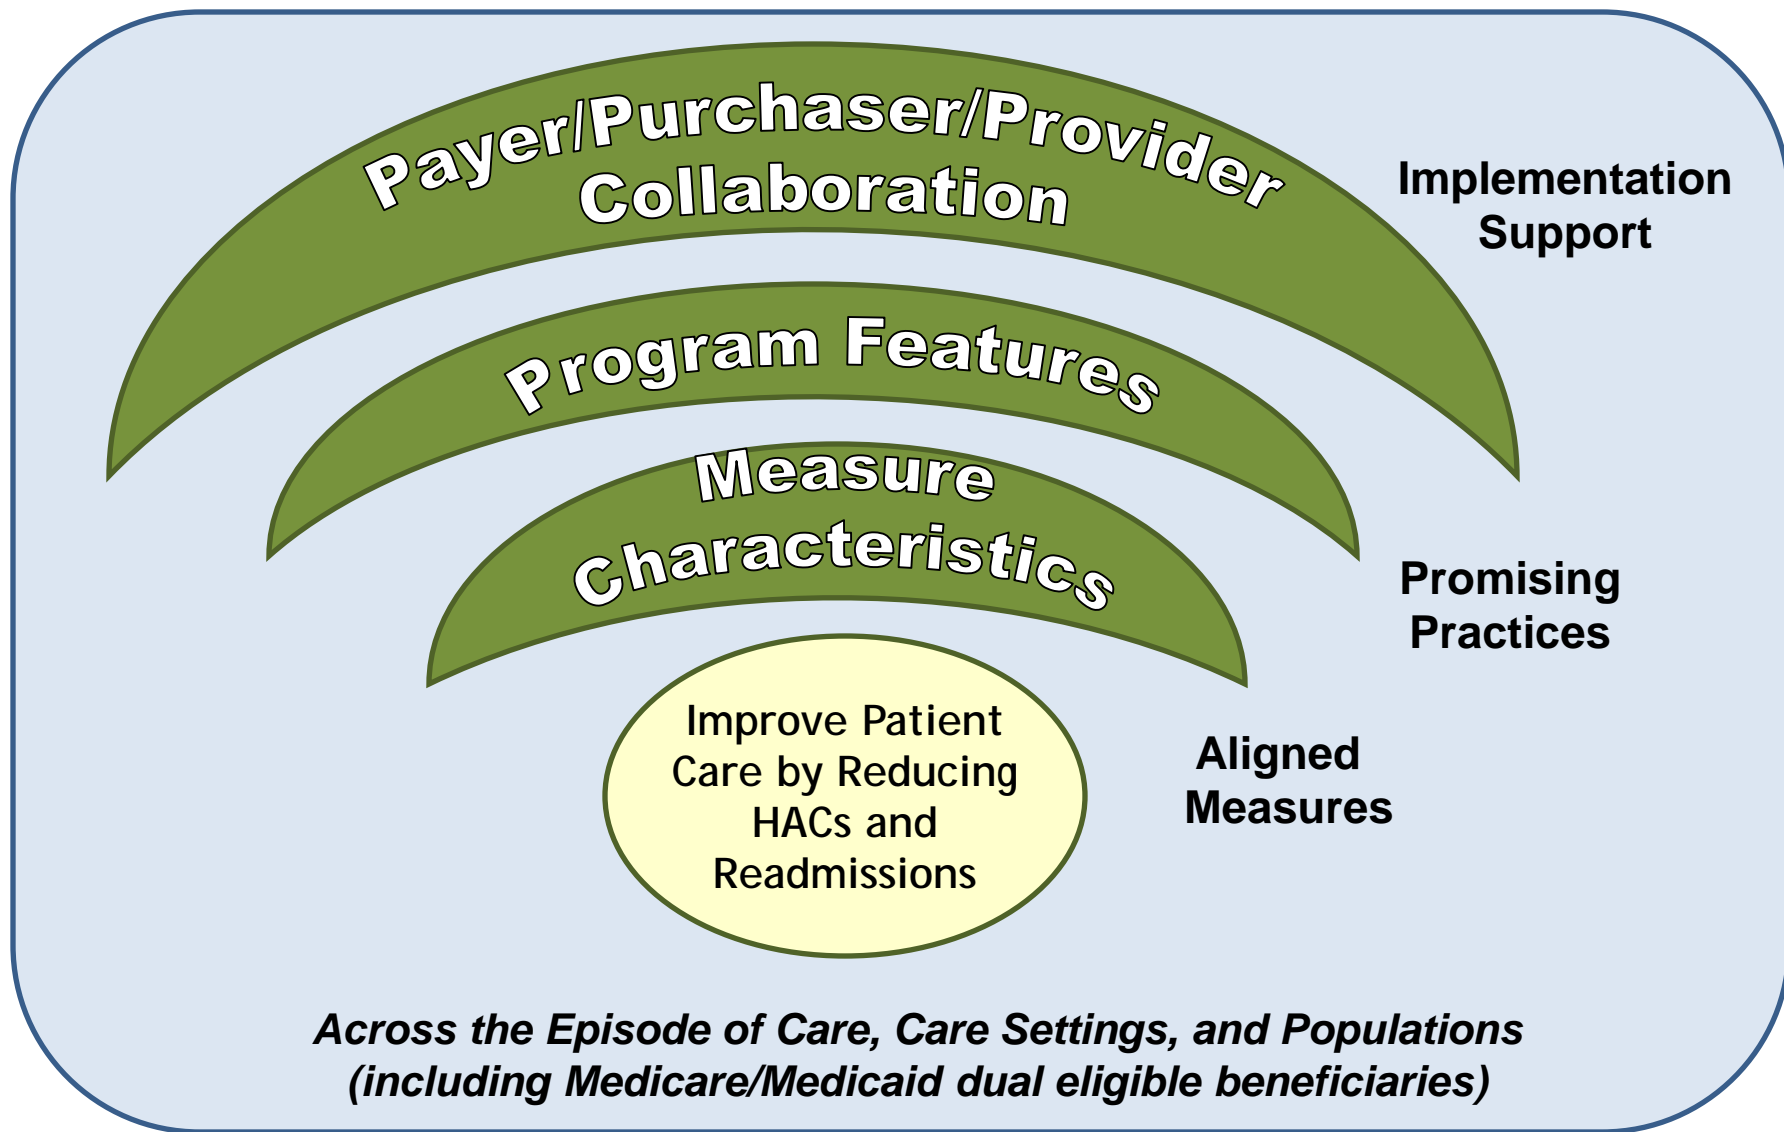 Payer/Purchaser/Provider
Collaboration
Implementation
Support
Program Features
Measure
Characteristics
Promising
Practices
Improve Patient
Care by Reducing
HACs and
Readmissions
Aligned
Measures
Across the Episode of Care, Care Settings, and Populations
(including Medicare/Medicaid dual eligible beneficiaries)